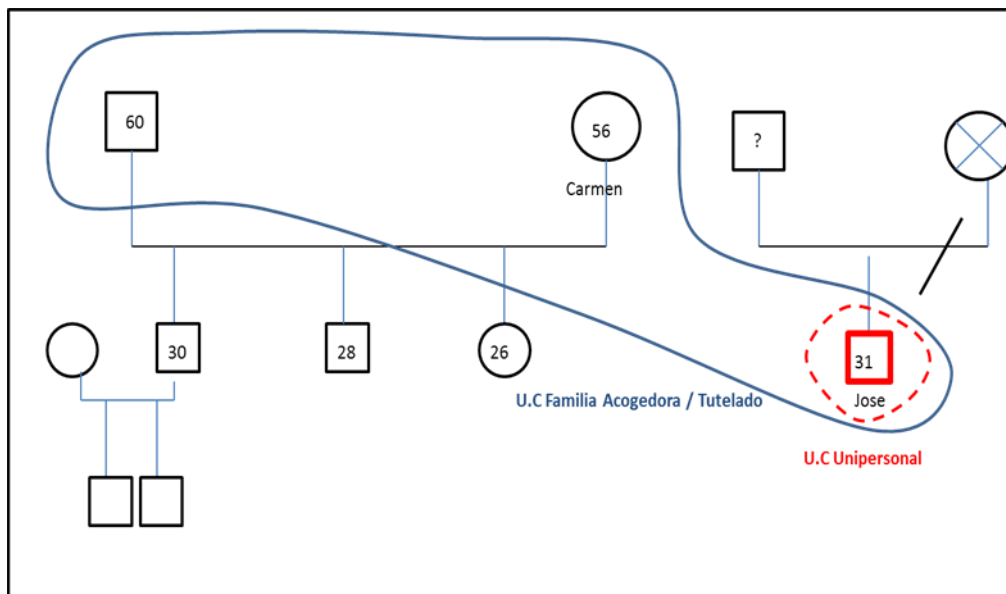 60
56
?
Carmen
30
28
26
31
U.C Familia Acogedora / Tutelado
Jose
U.C Unipersonal